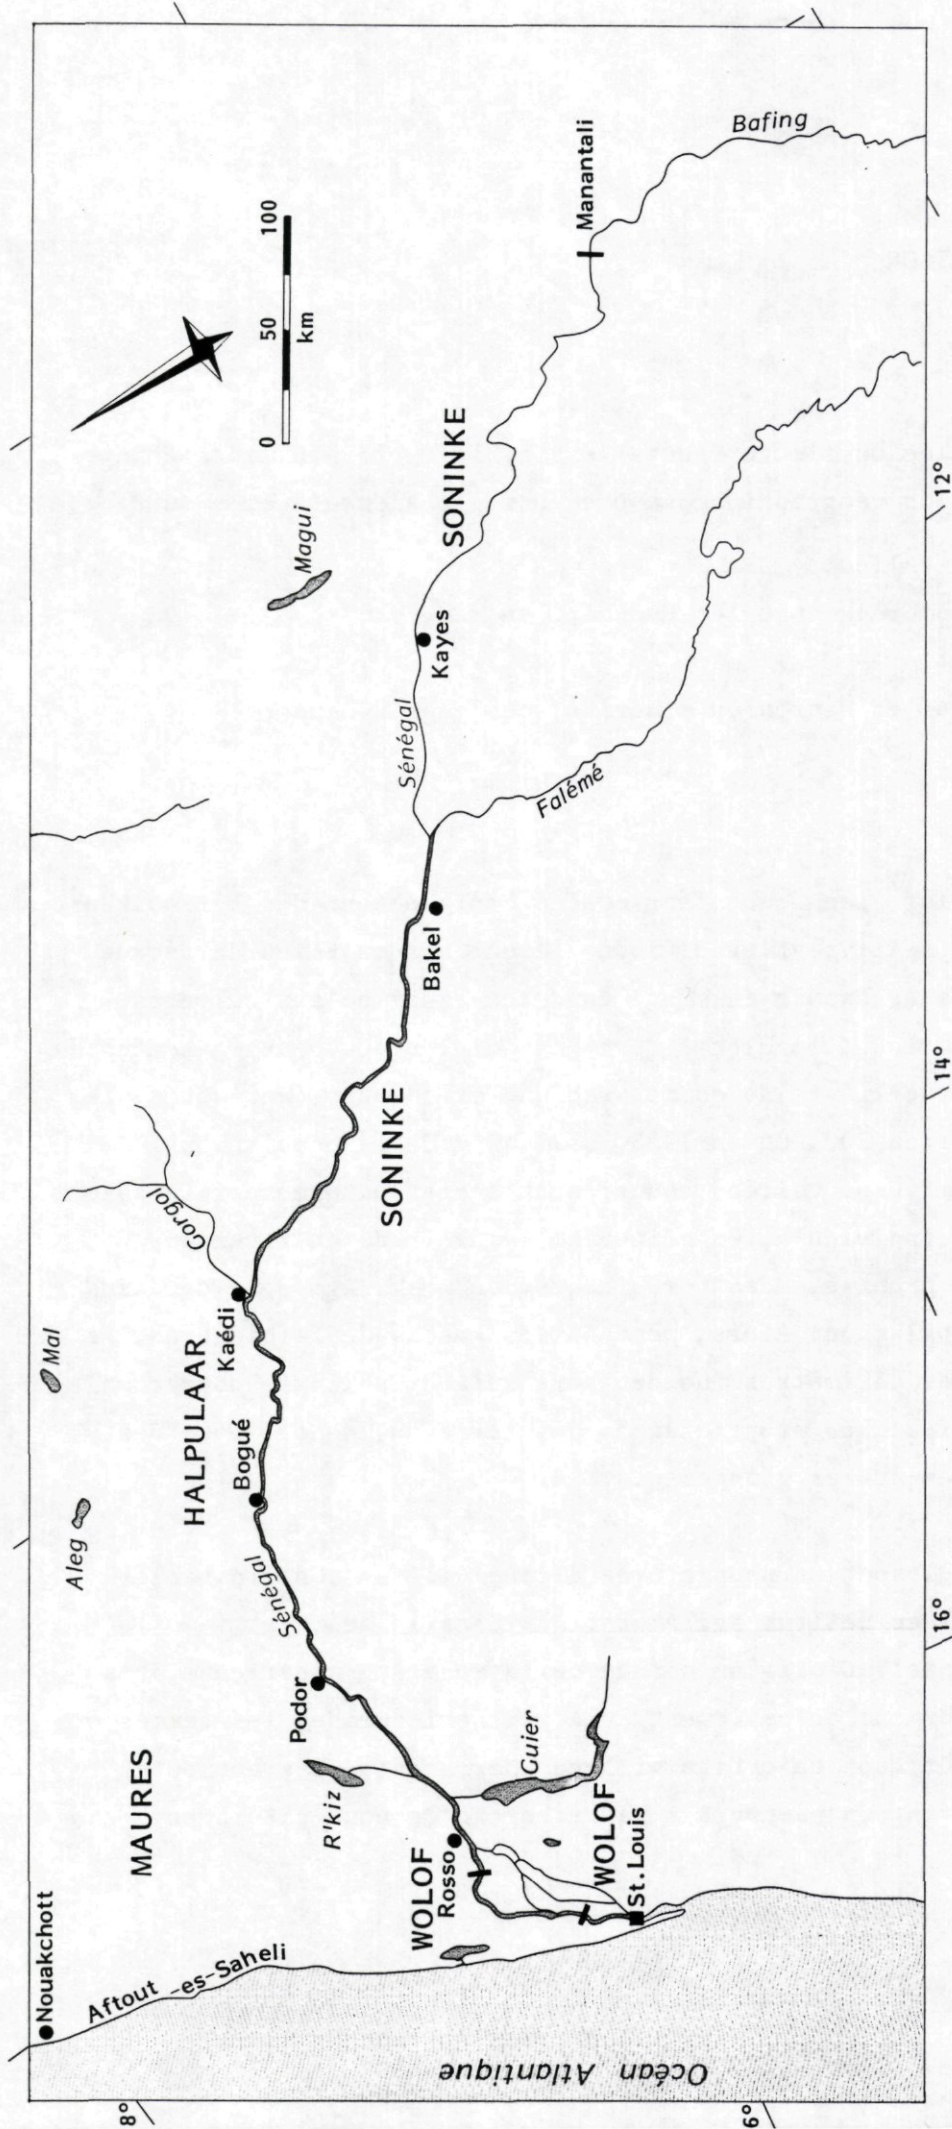 Nouakchott
Aftout-es-Saheli
Océan Atlantique
MAURES
WOLOF
Rosso
WOLOF
St.Louis
R'kiz
Guier
Podor
Sénégal
Aleg
Mal
HALPULAAR
Bogué
Kaédi
Gorgol
SONINKE
Bakel
Sénégal
Falémé
Kayes
Magui
SONINKE
Manantali
Bafing
0 50 100
km
8°
6°
16°
14°
12°